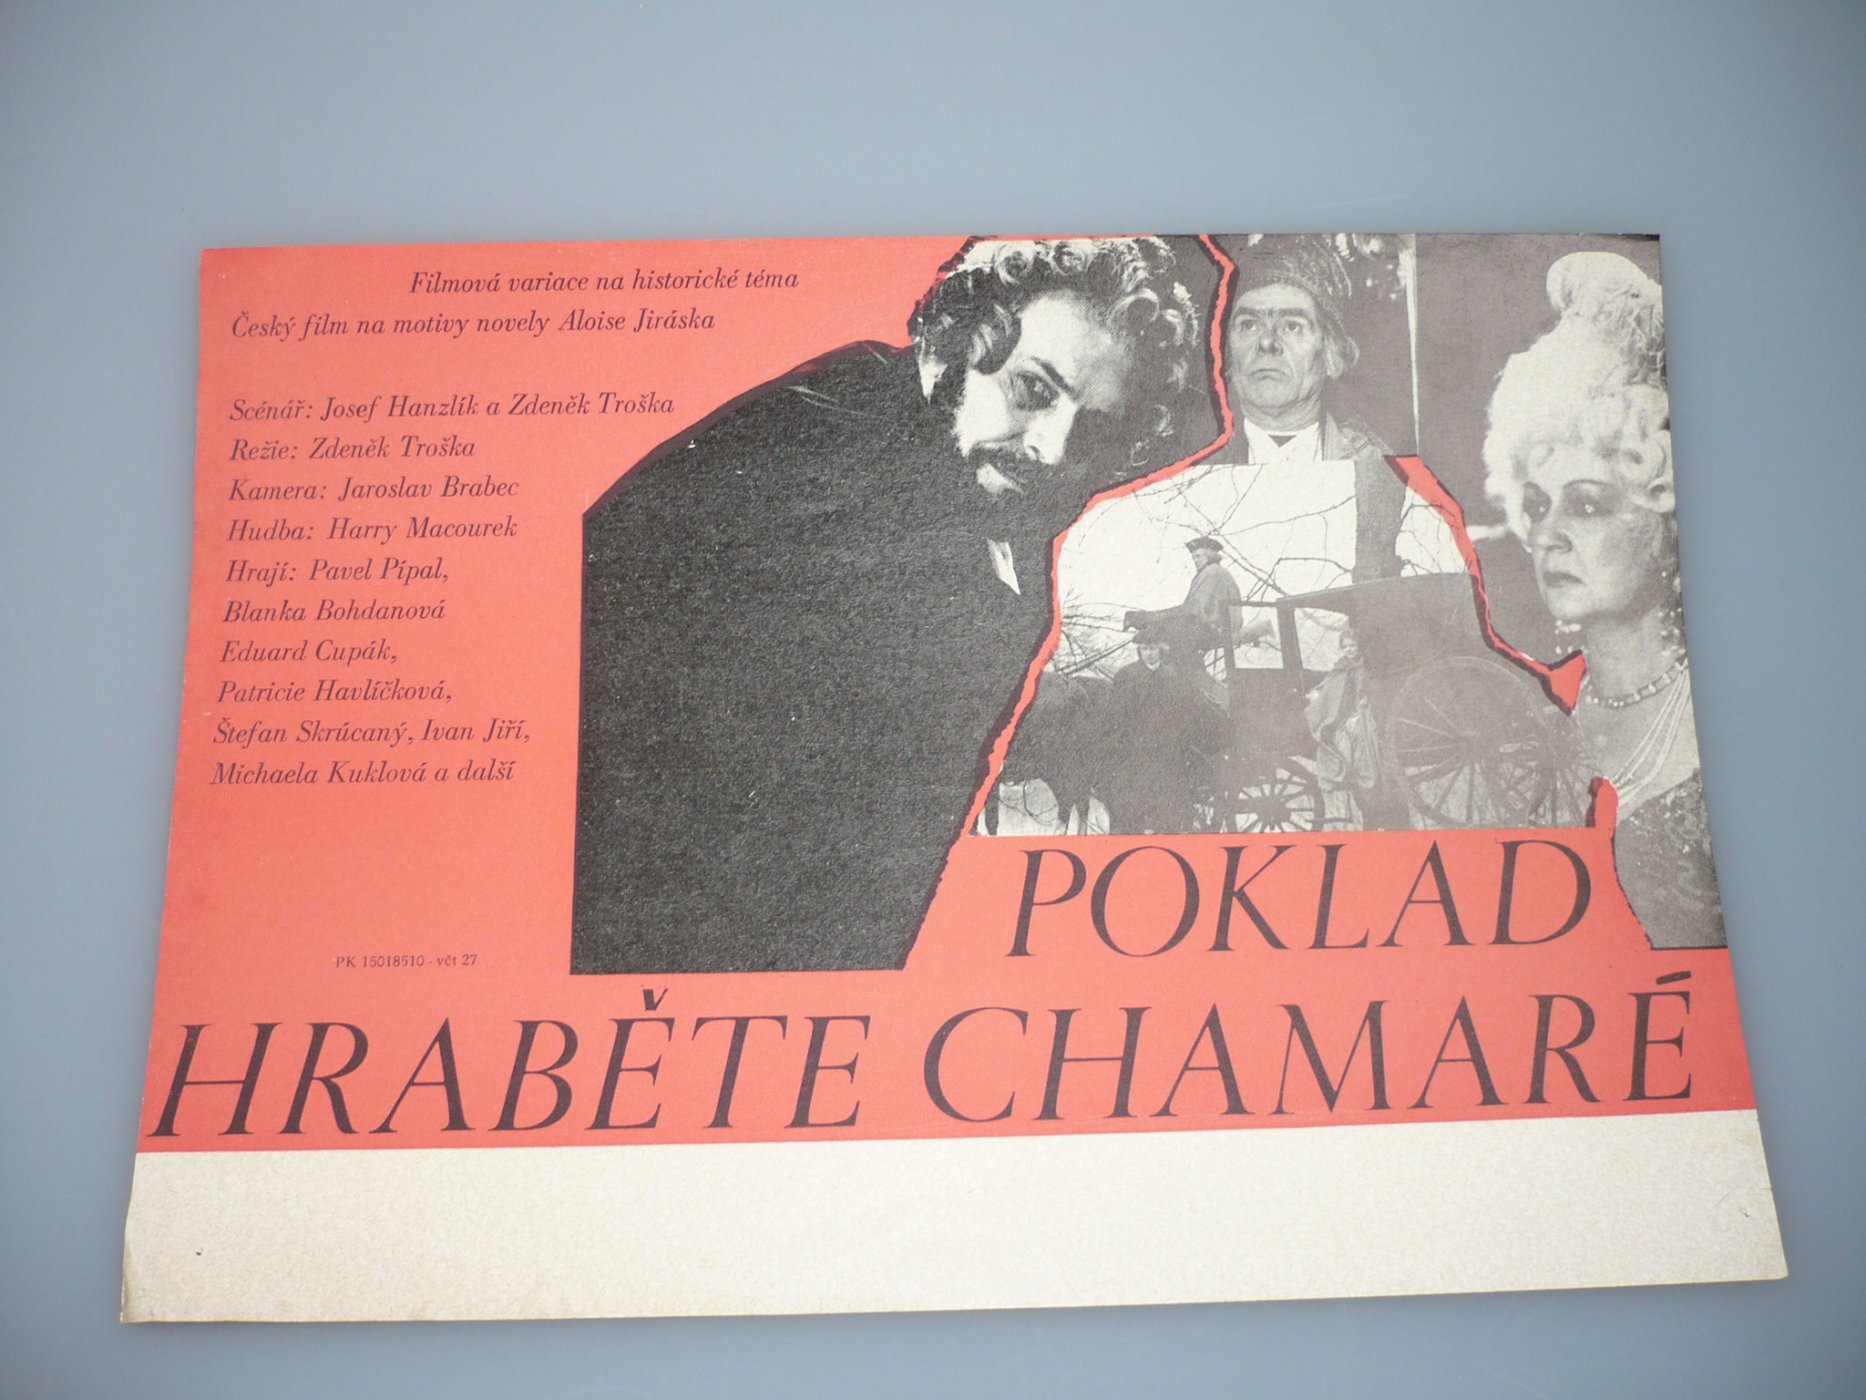 Filmová variace na historické téma
Český film na motivy novely Aloise Jiráska
Scénář: Josef Hanzlík a Zdeněk Troška
Režie: Zdeněk Troška
Kamera: Jaroslav Brabec
Hudba: Harry Macourek
Hrají: Pavel Pípal,
Blanka Bohdanová
Eduard Cupák,
Patricie Havlíčková,
Štefan Skrúcaný, Ivan Jiří,
Michaela Kuklová a další
PK 15018510 - včt 27
POKLAD
HRABĚTE CHAMARÉ